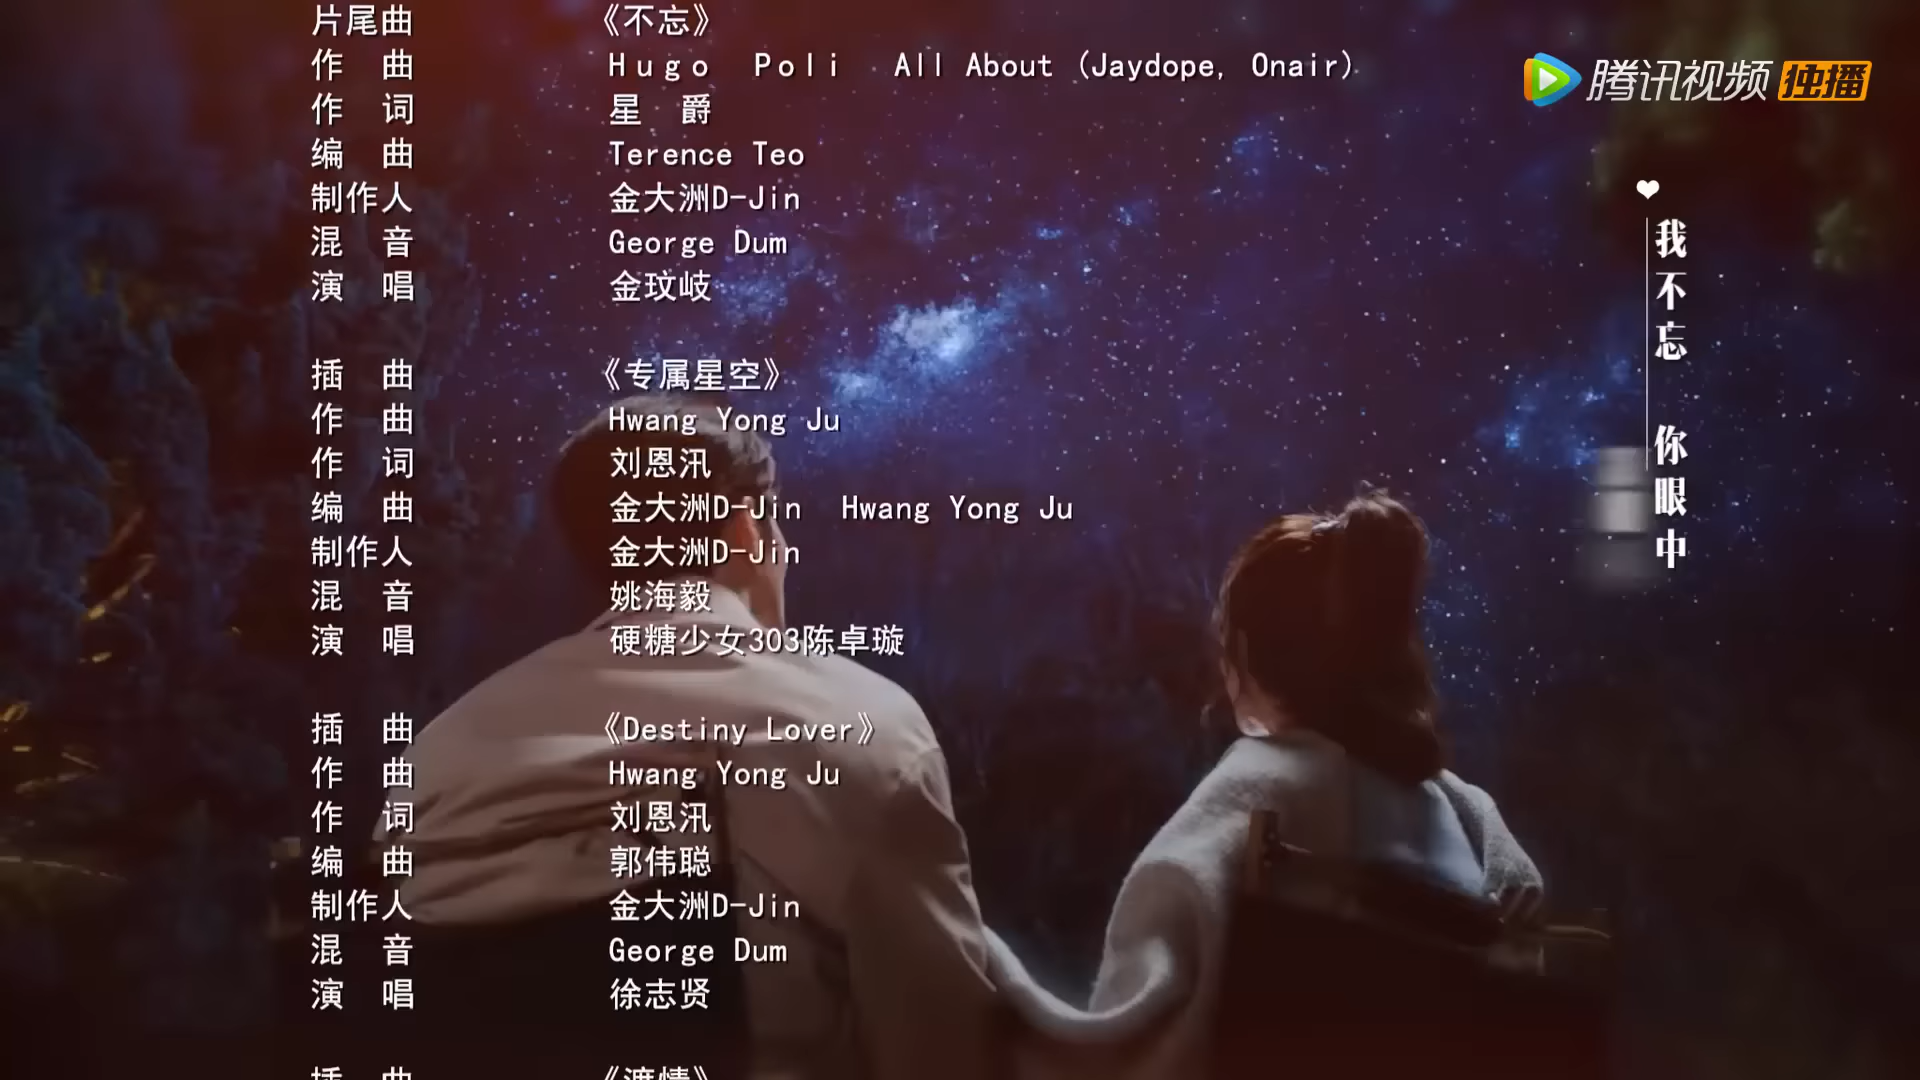 片尾曲 《不忘》
作 曲 Hugo Poli All About (Jaydope, Onair)
作 词 星 爵
编 曲 Terence Teo
制作人 金大洲D-Jin
混 音 George Dum
演 唱 金玟岐
插 曲 《专属星空》
作 曲 Hwang Yong Ju
作 词 刘恩汛
编 曲 金大洲D-Jin Hwang Yong Ju
制作人 金大洲D-Jin
混 音 姚海毅
演 唱 硬糖少女303陈卓璇
插 曲 《Destiny Lover》
作 曲 Hwang Yong Ju
作 词 刘恩汛
编 曲 郭伟聪
制作人 金大洲D-Jin
混 音 George Dum
演 唱 徐志贤
插 曲 《渡情》
腾讯视频 独播
我不忘 你眼中